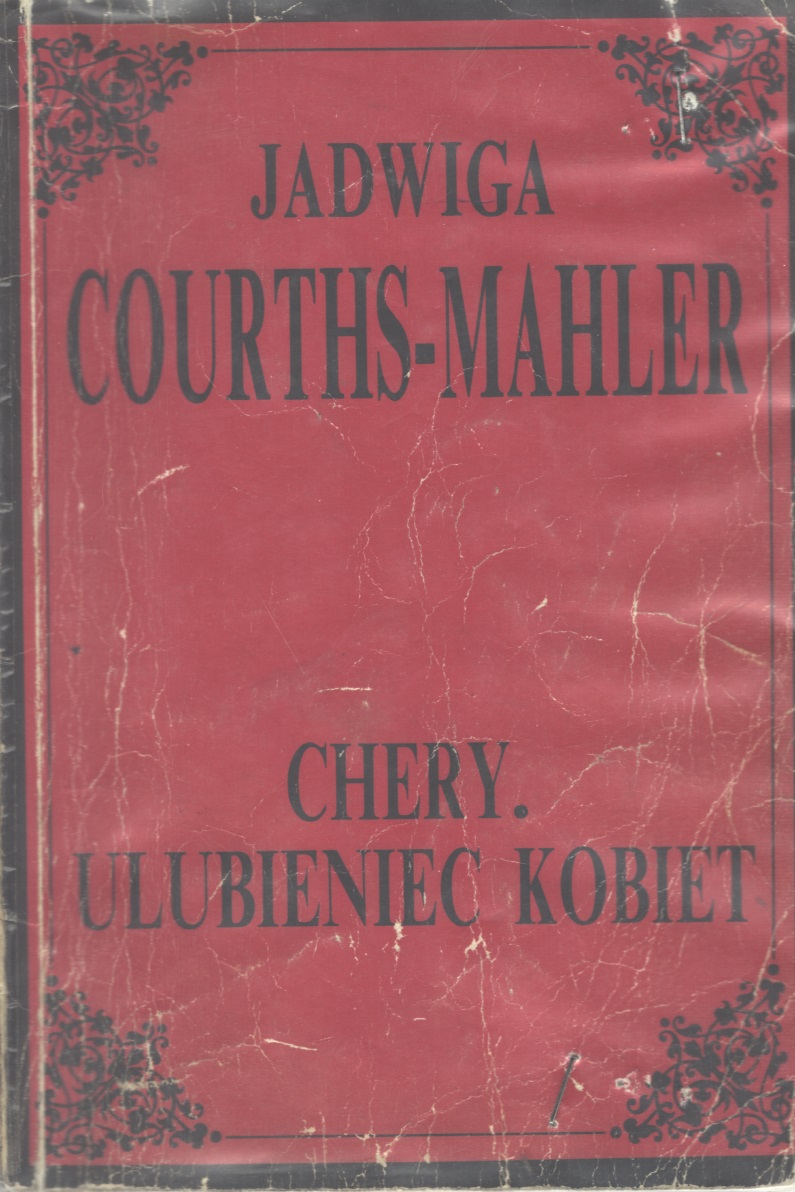 JADWIGA
COURTHS-MAHLER
CHERY.
ULUBIENIEC KOBIET